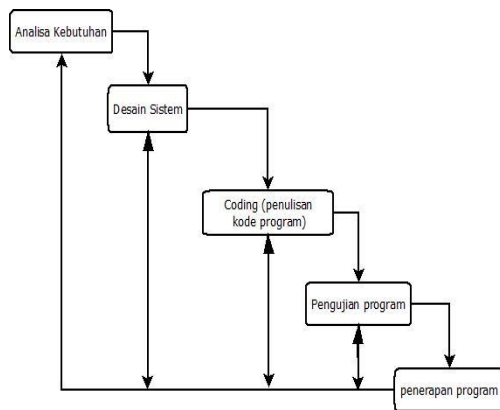 Analisa Kebutuhan
Desain Sistem
Coding (penulisan
kode program)
Pengujian program
penerapan program